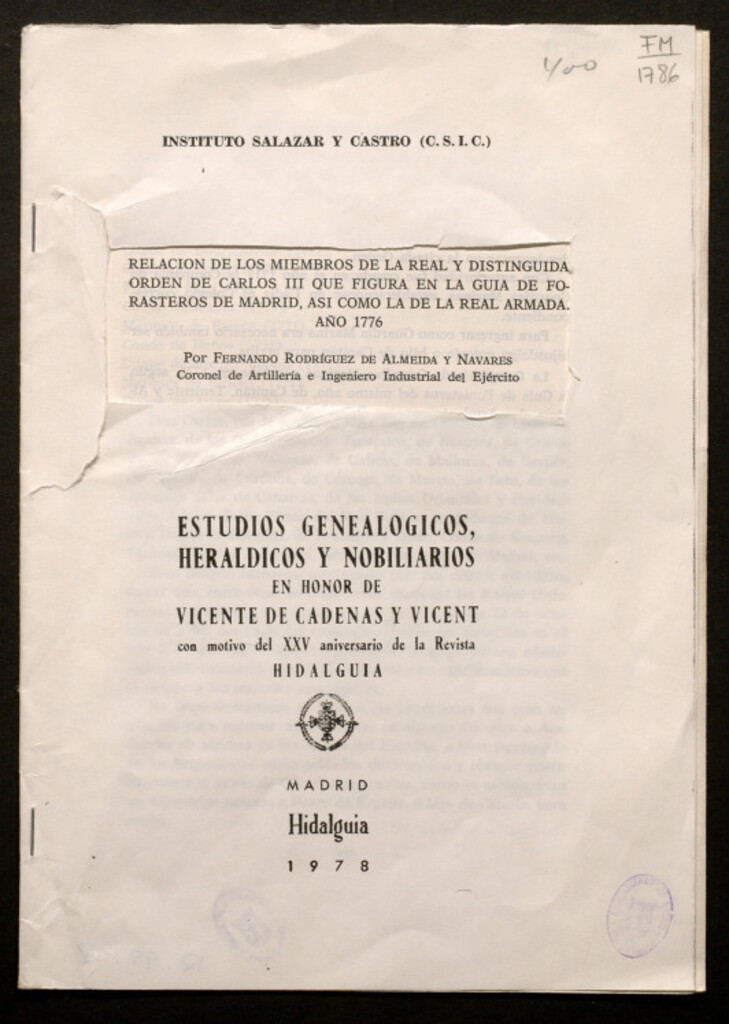 FM
400
1786
INSTITUTO SALAZAR Y CASTRO (C. S. I. C.)
RELACION DE LOS MIEMBROS DE LA REAL Y DISTINGUIDA
ORDEN DE CARLOS III QUE FIGURA EN LA GUIA DE FO-
RASTEROS DE MADRID, ASI COMO LA DE LA REAL ARMADA.
AÑO 1776
Por FERNANDO RODRÍGUEZ DE ALMEIDA Y NAVARES
Coronel de Artillería e Ingeniero Industrial del Ejército
ESTUDIOS GENEALOGICOS,
HERALDICOS Y NOBILIARIOS
EN HONOR DE
VICENTE DE CADENAS Y VICENT
con motivo del XXV aniversario de la Revista
HIDALGUIA
MADRID
Hidalguia
1978